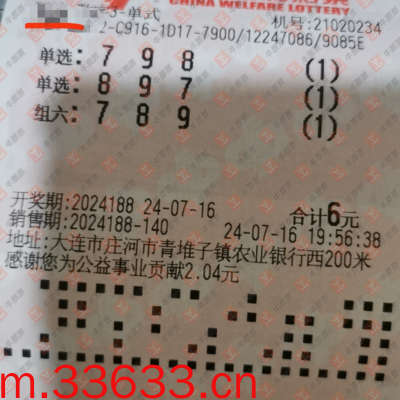 CHINA WELFARE LOTTERY
3-单式
机号:21020234
2-C916-1D17-7900/12247086/9085E
单选: 7 9 8 (1)
单选: 8 9 7 (1)
组六: 7 8 9 (1)
开奖期:2024188 24-07-16 合计6元
销售期:2024188-140 24-07-16 19:56:38
地址:大连市庄河市青堆子镇农业银行西200米
感谢您为公益事业贡献2.04元
m.33633.cn